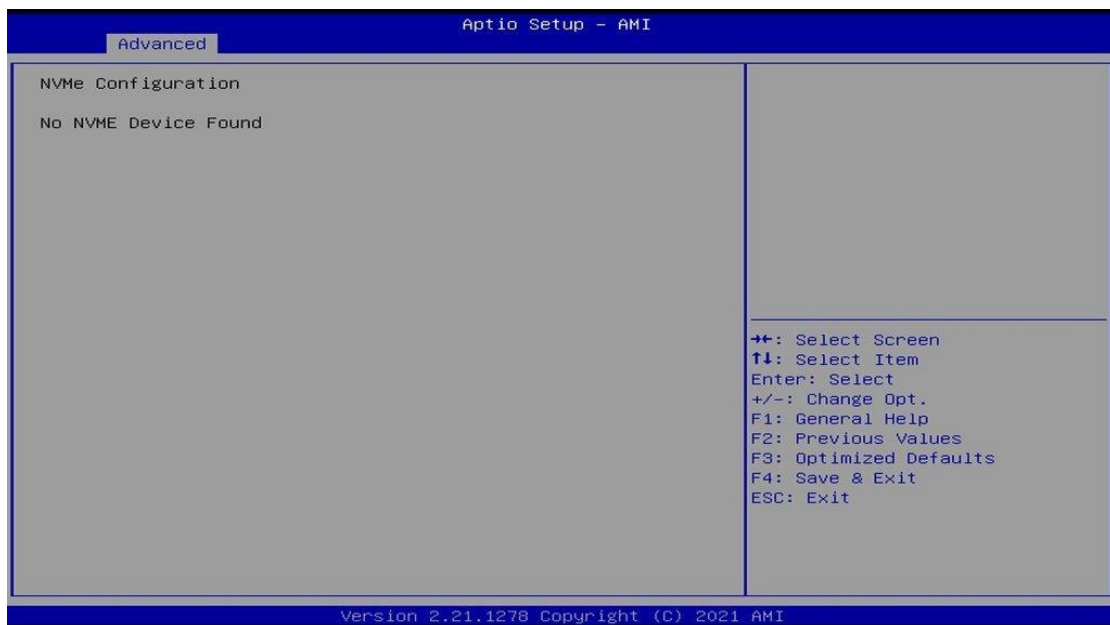 Aptio Setup – AMI
Advanced
NVMe Configuration
No NVME Device Found
→←: Select Screen
↑↓: Select Item
Enter: Select
+/-: Change Opt.
F1: General Help
F2: Previous Values
F3: Optimized Defaults
F4: Save & Exit
ESC: Exit
Version 2.21.1278 Copyright (C) 2021 AMI